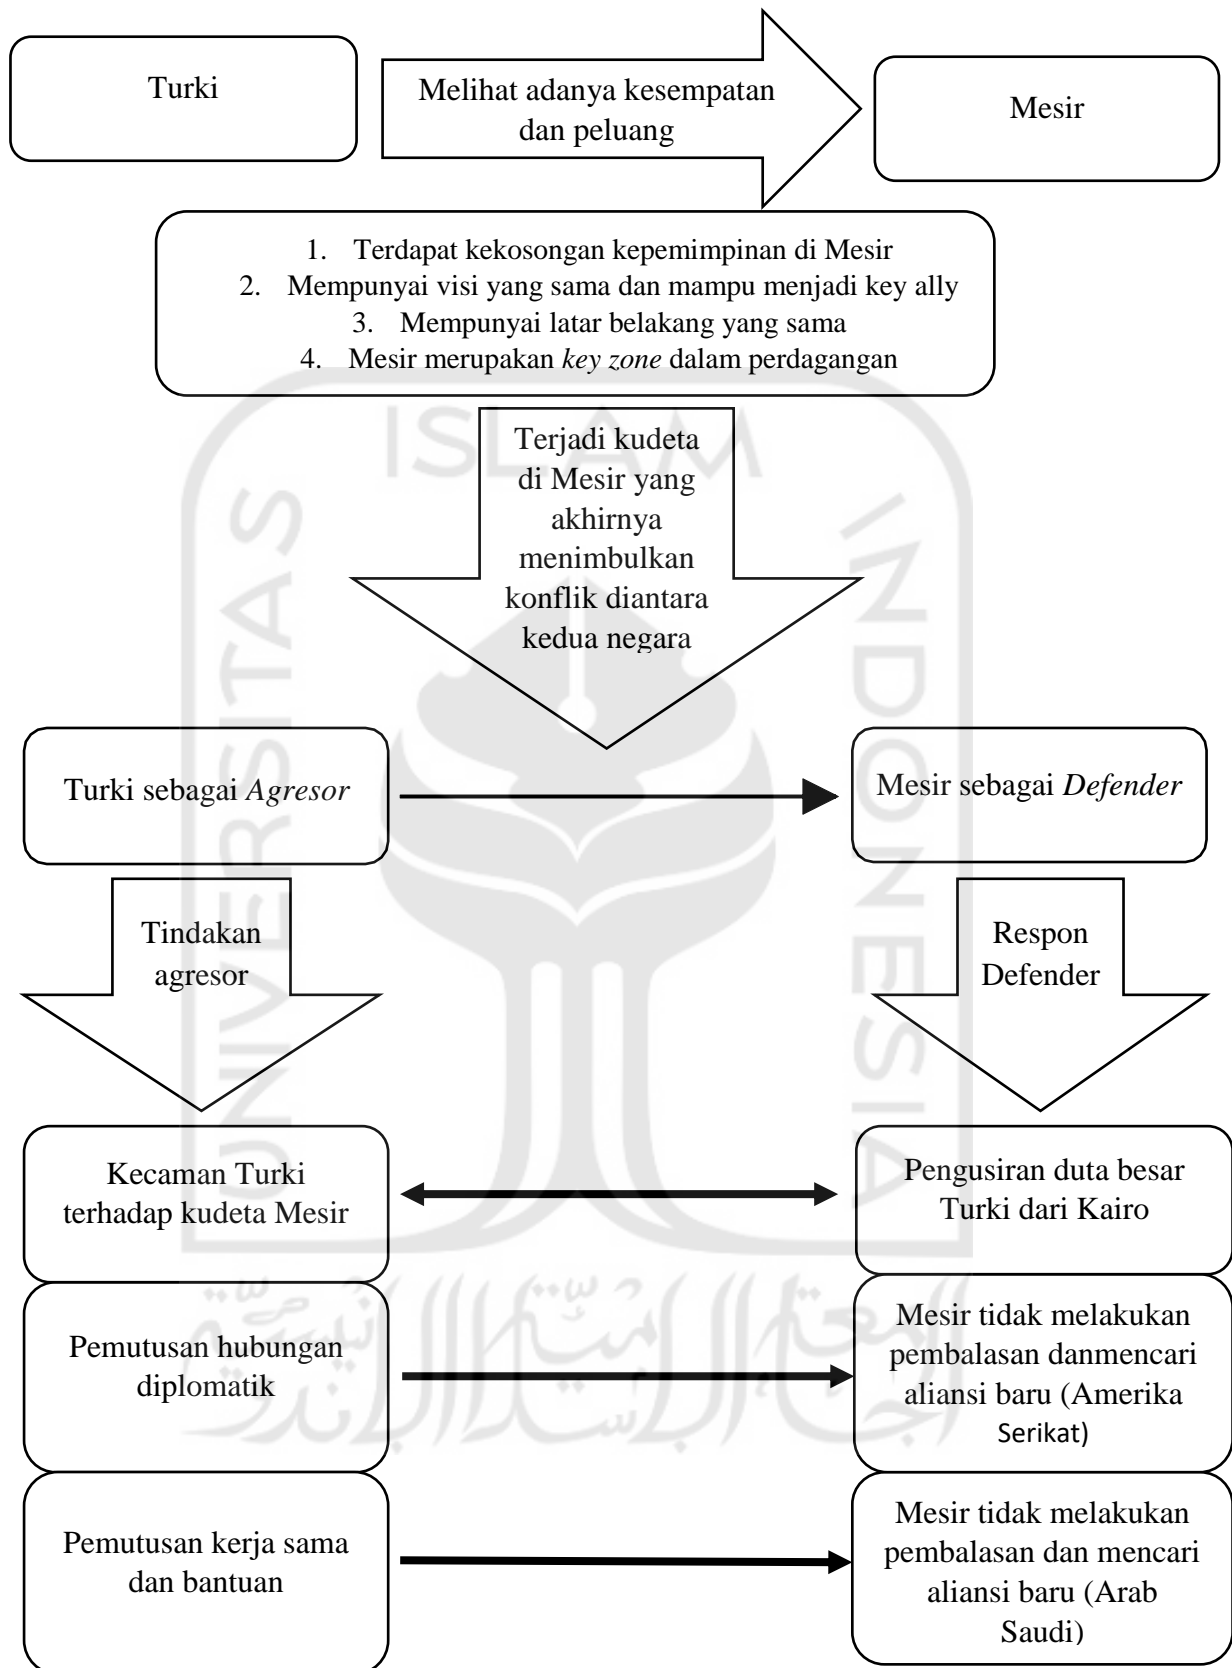 Turki
Melihat adanya kesempatan
dan peluang
Mesir
1. Terdapat kekosongan kepemimpinan di Mesir
2. Mempunyai visi yang sama dan mampu menjadi key ally
3. Mempunyai latar belakang yang sama
4. Mesir merupakan key zone dalam perdagangan
Terjadi kudeta
di Mesir yang
akhirnya
menimbulkan
konflik diantara
kedua negara
Turki sebagai Agresor
Mesir sebagai Defender
Tindakan
agresor
Respon
Defender
Kecaman Turki
terhadap kudeta Mesir
Pengusiran duta besar
Turki dari Kairo
Pemutusan hubungan
diplomatik
Mesir tidak melakukan
pembalasan danmencari
aliansi baru (Amerika
Serikat)
Pemutusan kerja sama
dan bantuan
Mesir tidak melakukan
pembalasan dan mencari
aliansi baru (Arab
Saudi)
UNIVERSITAS
ISLAM
INDONESIA